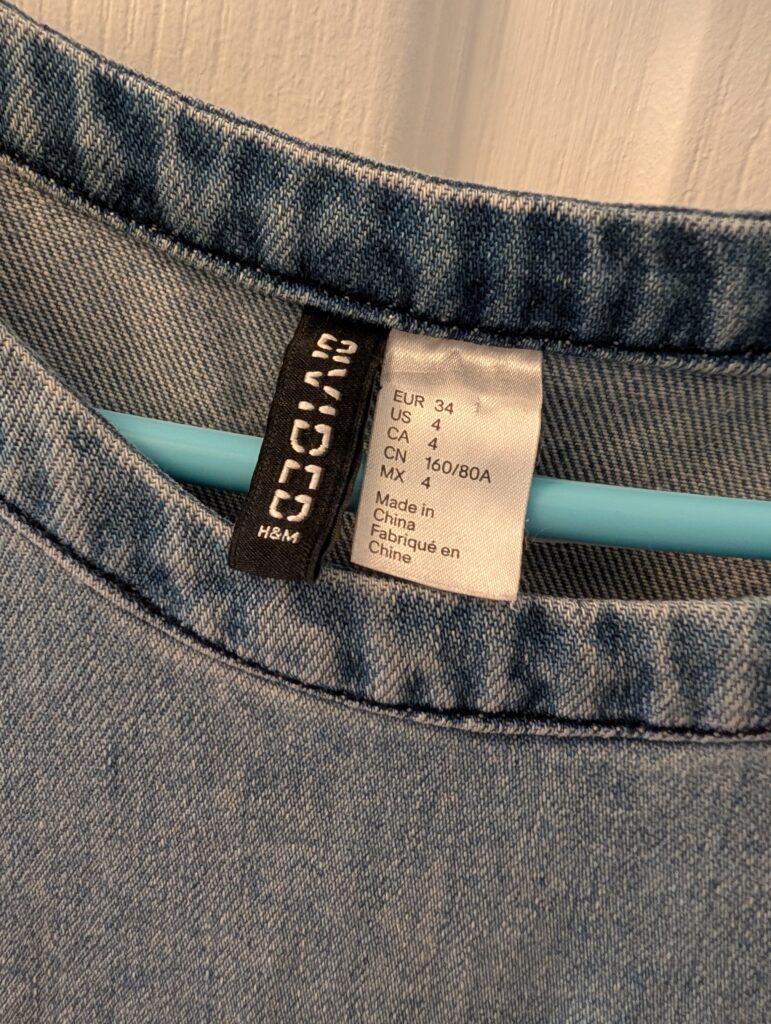 DIVIDED
H&M
EUR 34
US 4
CA 4
CN 160/80A
MX 4
Made in
China
Fabriqué en
Chine